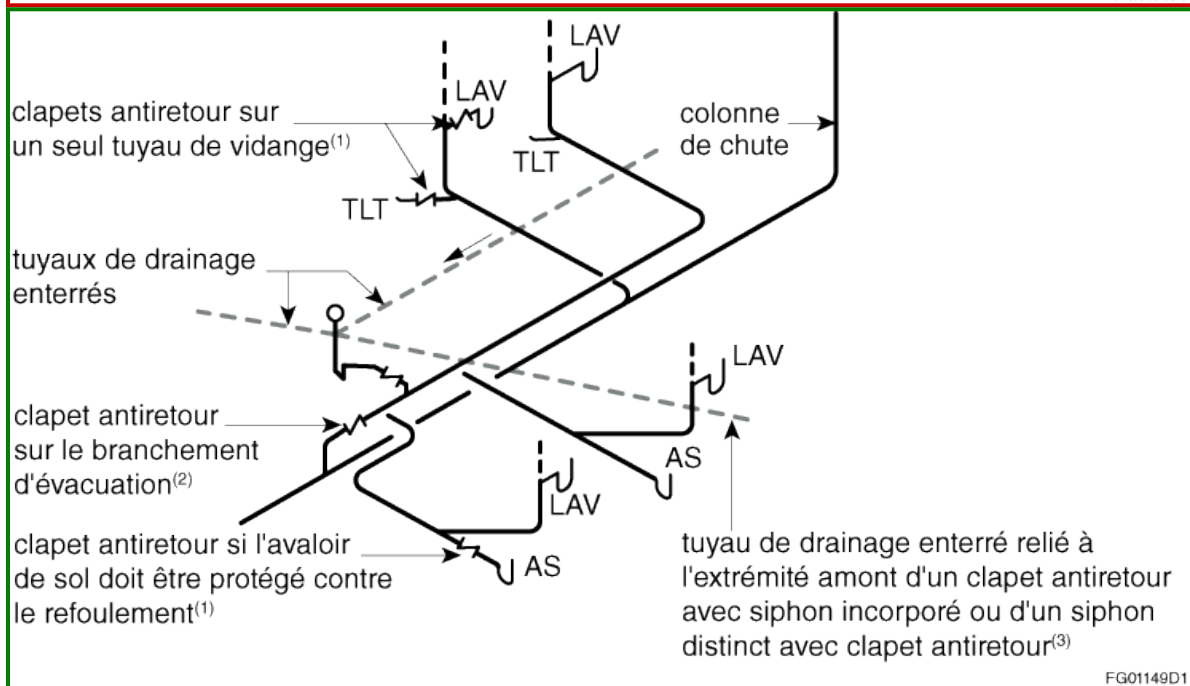 LAV
clapets antiretour sur
un seul tuyau de vidange(1)
LAV
colonne
de chute
TLT
TLT
tuyaux de drainage
enterrés
LAV
clapet antiretour
sur le branchement
d'évacuation(2)
AS
LAV
clapet antiretour si l'avaloir
de sol doit être protégé contre
le refoulement(1)
AS
tuyau de drainage enterré relié à
l'extrémité amont d'un clapet antiretour
avec siphon incorporé ou d'un siphon
distinct avec clapet antiretour(3)
FG01149D1